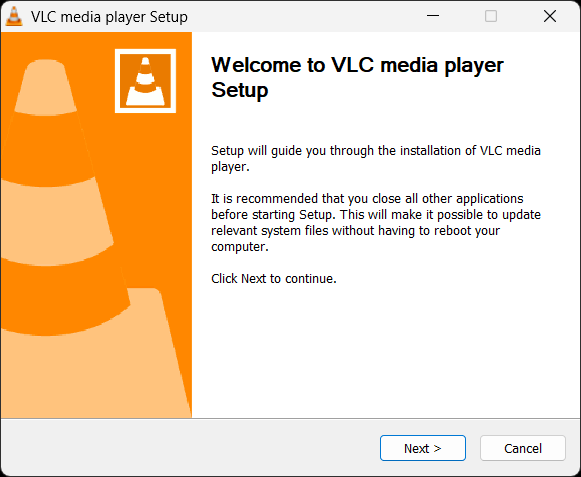 VLC media player Setup
Welcome to VLC media player
Setup
Setup will guide you through the installation of VLC media
player.
It is recommended that you close all other applications
before starting Setup. This will make it possible to update
relevant system files without having to reboot your
computer.
Click Next to continue.
Next >
Cancel